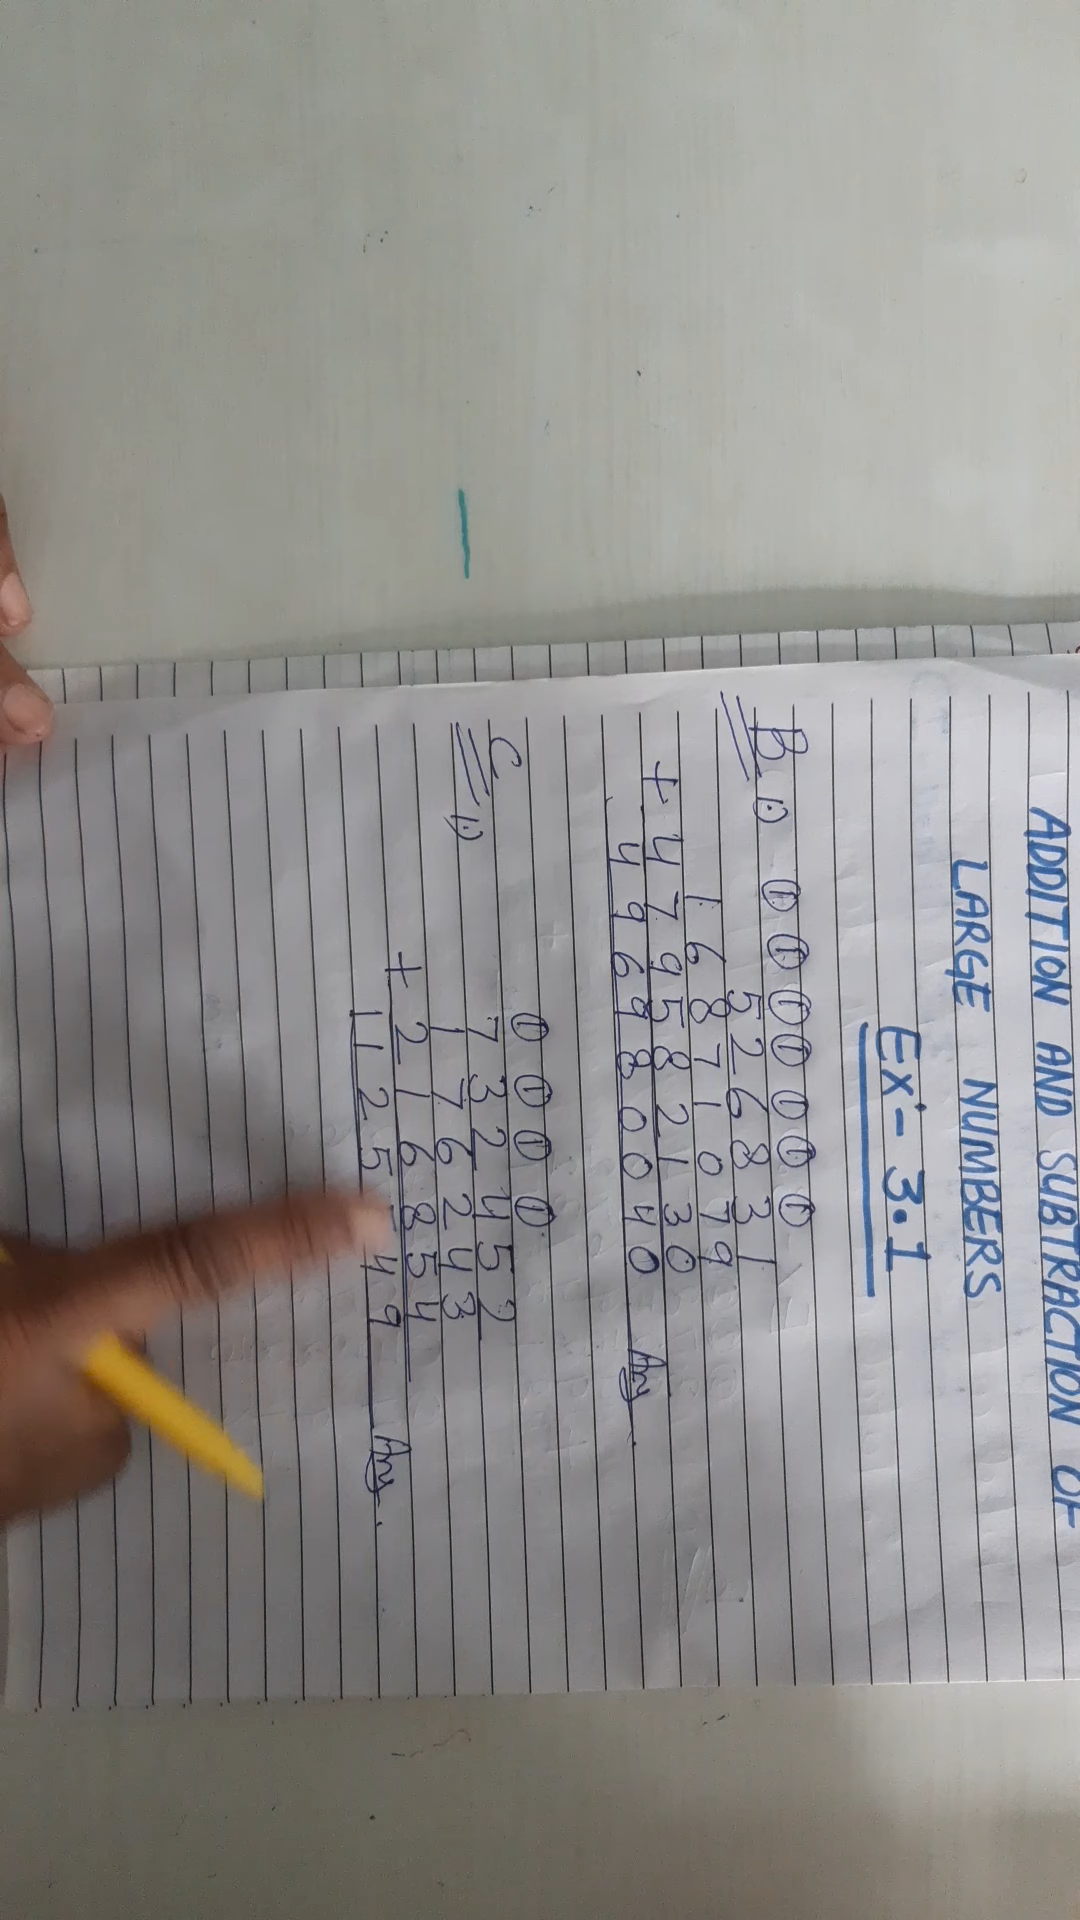 ADDITION AND SUBTRACTION OF
LARGE NUMBERS
Ex- 3.1
B. 1) 1 1 1 1 1 1 1
5 2 6 8 3 1
1 6 8 7 1 0 7 9
+ 4 7 9 5 8 2 1 3 0
4 9 6 9 8 0 0 4 0 Ans.
1 1 1 1
C 1) 7 3 2 4 5 2
1 7 6 2 4 3
+ 2 1 6 8 5 4
1 1 2 5 4 9 Ans.